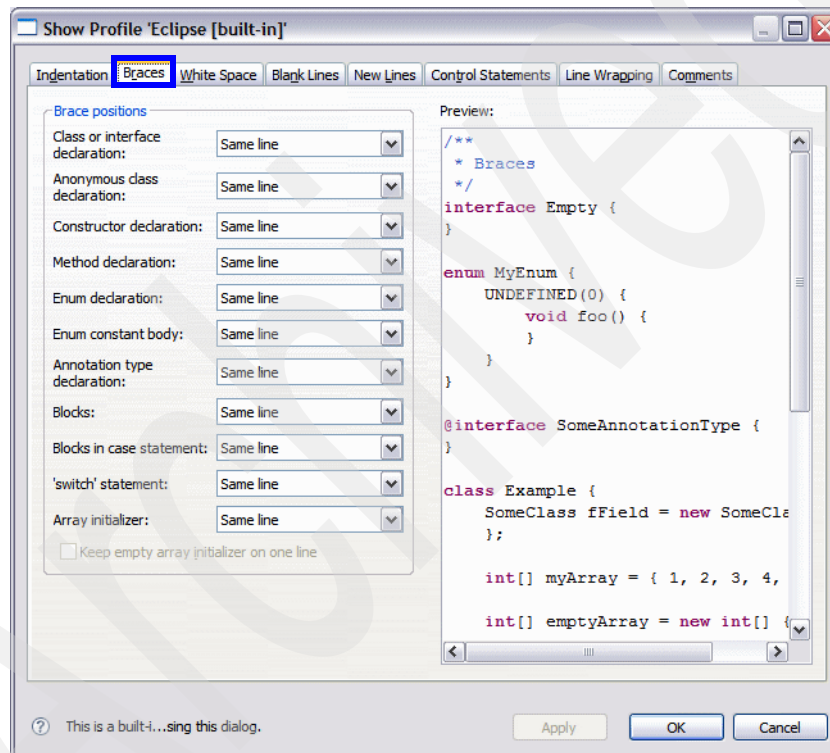 Show Profile 'Eclipse [built-in]'
Indentation Braces White Space Blank Lines New Lines Control Statements Line Wrapping Comments
Brace positions
Class or interface
declaration:
Same line
Anonymous class
declaration:
Same line
Constructor declaration: Same line
Method declaration: Same line
Enum declaration: Same line
Enum constant body: Same line
Annotation type
declaration:
Same line
Blocks: Same line
Blocks in case statement: Same line
'switch' statement: Same line
Array initializer: Same line
Keep empty array initializer on one line
Preview:
/**
* Braces
*/
interface Empty {
}
enum MyEnum {
UNDEFINED(0) {
void foo() {
}
}
}
@interface SomeAnnotationType {
}
class Example {
SomeClass fField = new SomeCla
};
int[] myArray = { 1, 2, 3, 4,
int[] emptyArray = new int[] {
This is a built-i...sing this dialog.
Apply OK Cancel